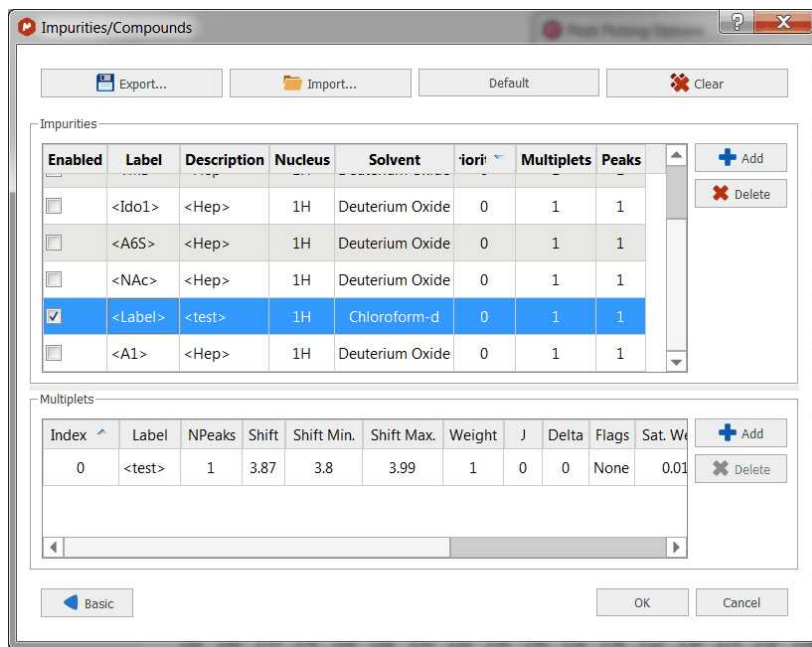 Impurities/Compounds
Export...
Import...
Default
Clear
Impurities
Enabled Label Description Nucleus Solvent riorit Multiplets Peaks
<Ido1> <Hep> 1H Deuterium Oxide 0 1 1
<A6S> <Hep> 1H Deuterium Oxide 0 1 1
<NAc> <Hep> 1H Deuterium Oxide 0 1 1
<Label> <test> 1H Chloroform-d 0 1 1
<A1> <Hep> 1H Deuterium Oxide 0 1 1
Add
Delete
Multiplets
Index Label NPeaks Shift Shift Min. Shift Max. Weight J Delta Flags Sat. We
0 <test> 1 3.87 3.8 3.99 1 0 0 None 0.01
Add
Delete
Basic
OK
Cancel